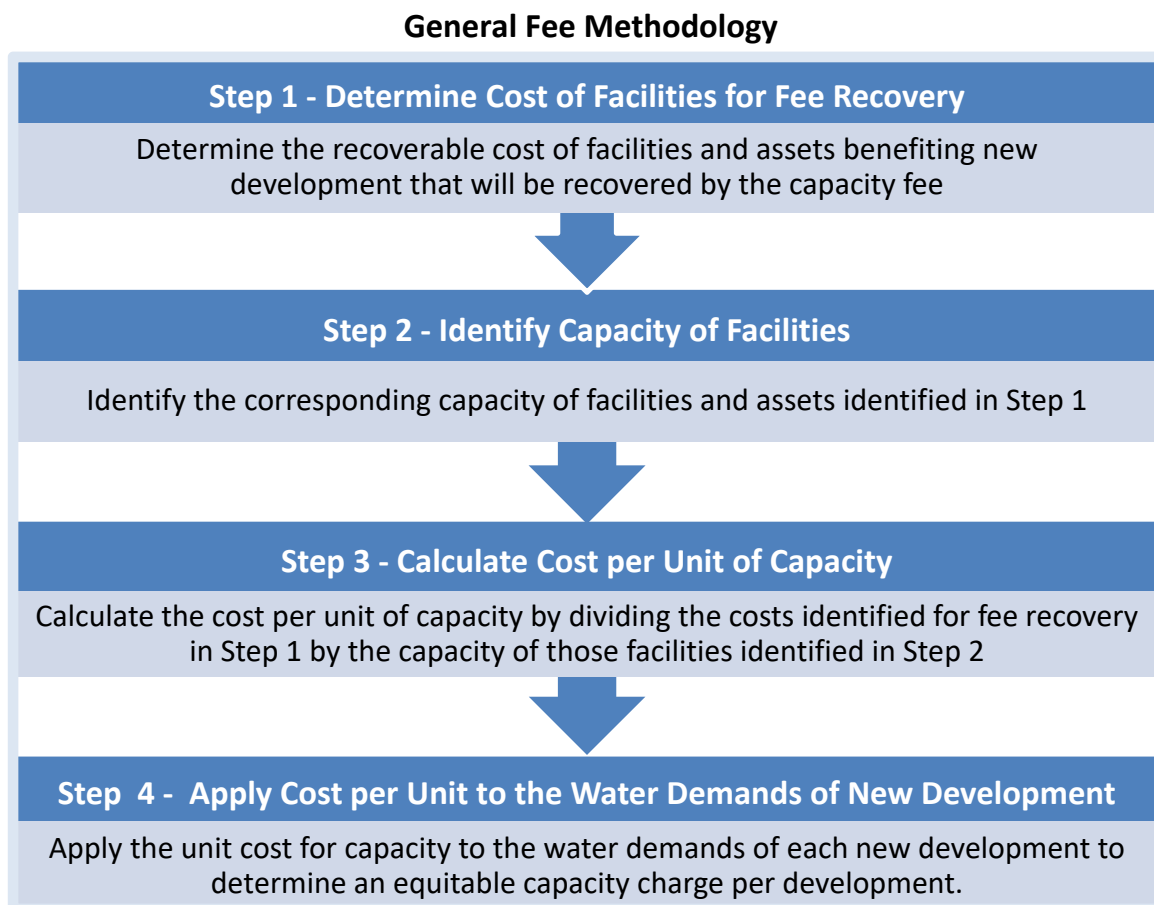 General Fee Methodology
Step 1 - Determine Cost of Facilities for Fee Recovery
Determine the recoverable cost of facilities and assets benefiting new
development that will be recovered by the capacity fee
Step 2 - Identify Capacity of Facilities
Identify the corresponding capacity of facilities and assets identified in Step 1
Step 3 - Calculate Cost per Unit of Capacity
Calculate the cost per unit of capacity by dividing the costs identified for fee recovery
in Step 1 by the capacity of those facilities identified in Step 2
Step 4 - Apply Cost per Unit to the Water Demands of New Development
Apply the unit cost for capacity to the water demands of each new development to
determine an equitable capacity charge per development.